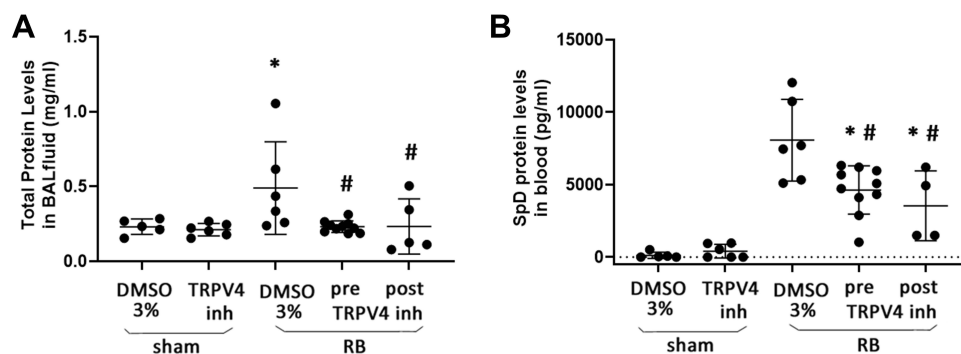 A
Total Protein Levels
in BALfluid (mg/ml)
1.5
1.0
0.5
0.0
*
#
#
DMSO
3%
TRPV4
inh
DMSO
3%
pre
post
TRPV4 inh
sham
RB
B
SpD protein levels
in blood (pg/ml)
15000
10000
5000
0
* #
* #
DMSO
3%
TRPV4
inh
DMSO
3%
pre
post
TRPV4 inh
sham
RB